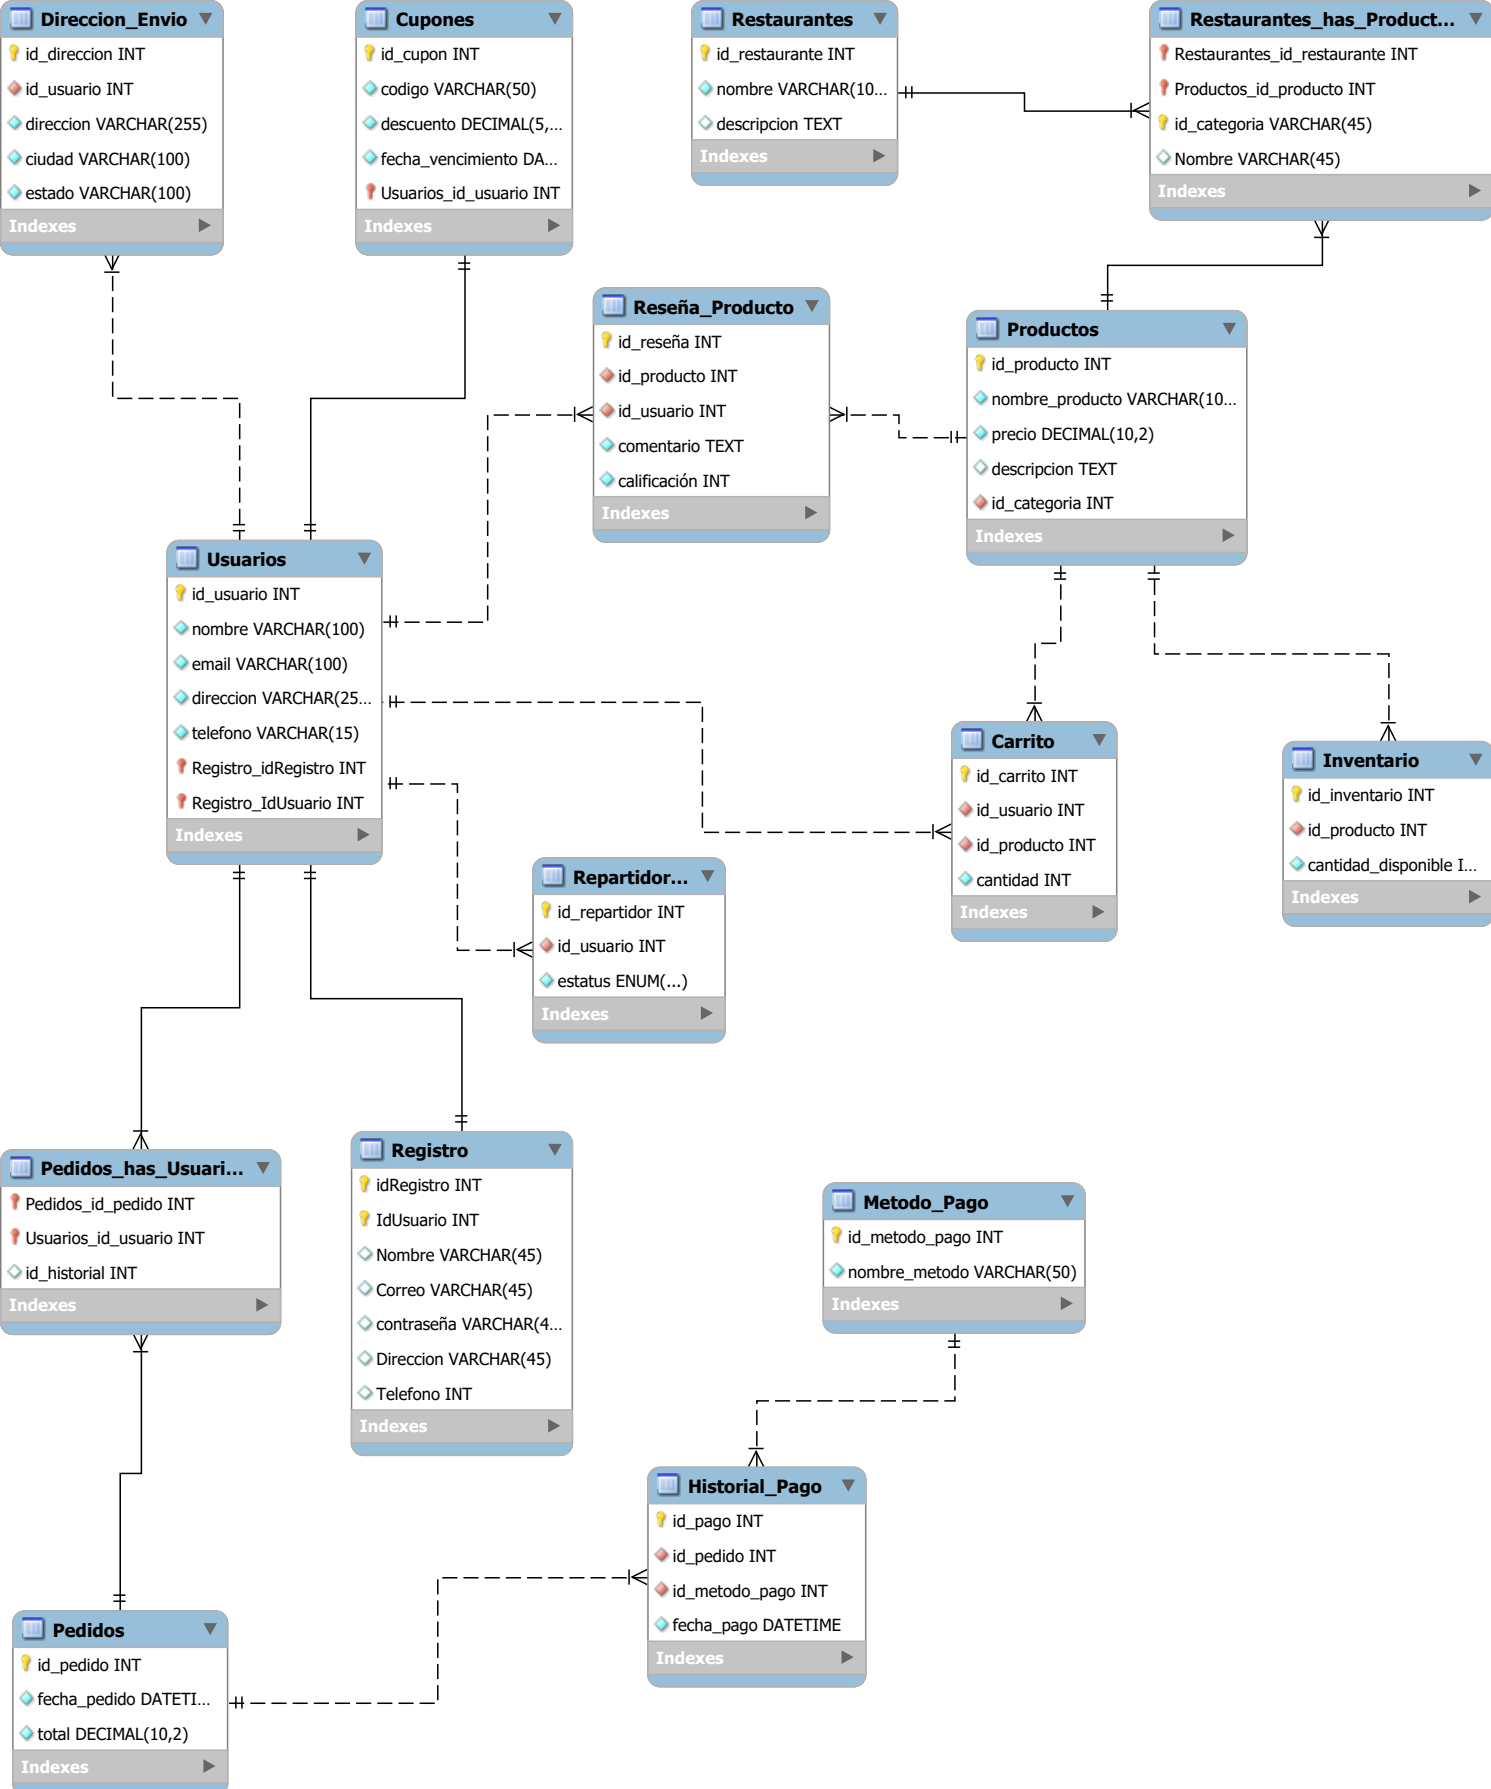 Direccion_Envio
id_direccion INT
id_usuario INT
direccion VARCHAR(255)
ciudad VARCHAR(100)
estado VARCHAR(100)
Indexes
Cupones
id_cupon INT
codigo VARCHAR(50)
descuento DECIMAL(5,...
fecha_vencimiento DA...
Usuarios_id_usuario INT
Indexes
Restaurantes
id_restaurante INT
nombre VARCHAR(10...
descripcion TEXT
Indexes
Restaurantes_has_Product...
Restaurantes_id_restaurante INT
Productos_id_producto INT
id_categoria VARCHAR(45)
Nombre VARCHAR(45)
Indexes
Reseña_Producto
id_reseña INT
id_producto INT
id_usuario INT
comentario TEXT
calificación INT
Indexes
Productos
id_producto INT
nombre_producto VARCHAR(10...
precio DECIMAL(10,2)
descripcion TEXT
id_categoria INT
Indexes
Usuarios
id_usuario INT
nombre VARCHAR(100)
email VARCHAR(100)
direccion VARCHAR(25...
telefono VARCHAR(15)
Registro_idRegistro INT
Registro_IdUsuario INT
Indexes
Carrito
id_carrito INT
id_usuario INT
id_producto INT
cantidad INT
Indexes
Inventario
id_inventario INT
id_producto INT
cantidad_disponible I...
Indexes
Repartidor...
id_repartidor INT
id_usuario INT
estatus ENUM(...)
Indexes
Pedidos_has_Usuari...
Pedidos_id_pedido INT
Usuarios_id_usuario INT
id_historial INT
Indexes
Registro
idRegistro INT
IdUsuario INT
Nombre VARCHAR(45)
Correo VARCHAR(45)
contraseña VARCHAR(4...
Direccion VARCHAR(45)
Telefono INT
Indexes
Metodo_Pago
id_metodo_pago INT
nombre_metodo VARCHAR(50)
Indexes
Historial_Pago
id_pago INT
id_pedido INT
id_metodo_pago INT
fecha_pago DATETIME
Indexes
Pedidos
id_pedido INT
fecha_pedido DATETI...
total DECIMAL(10,2)
Indexes